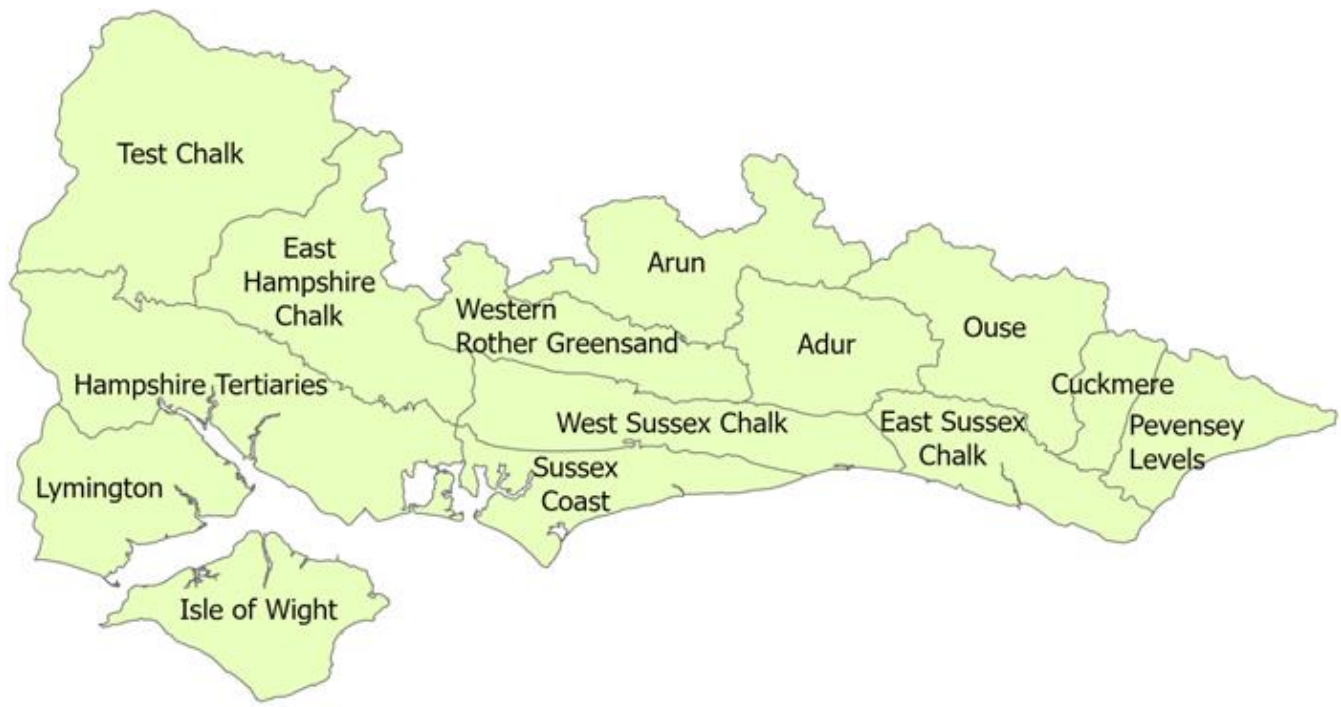 Test Chalk
East
Hampshire
Chalk
Arun
Western
Rother Greensand
Adur
Ouse
Hampshire Tertiaries
Cuckmere
West Sussex Chalk
East Sussex
Chalk
Pevensey
Levels
Lymington
Sussex
Coast
Isle of Wight